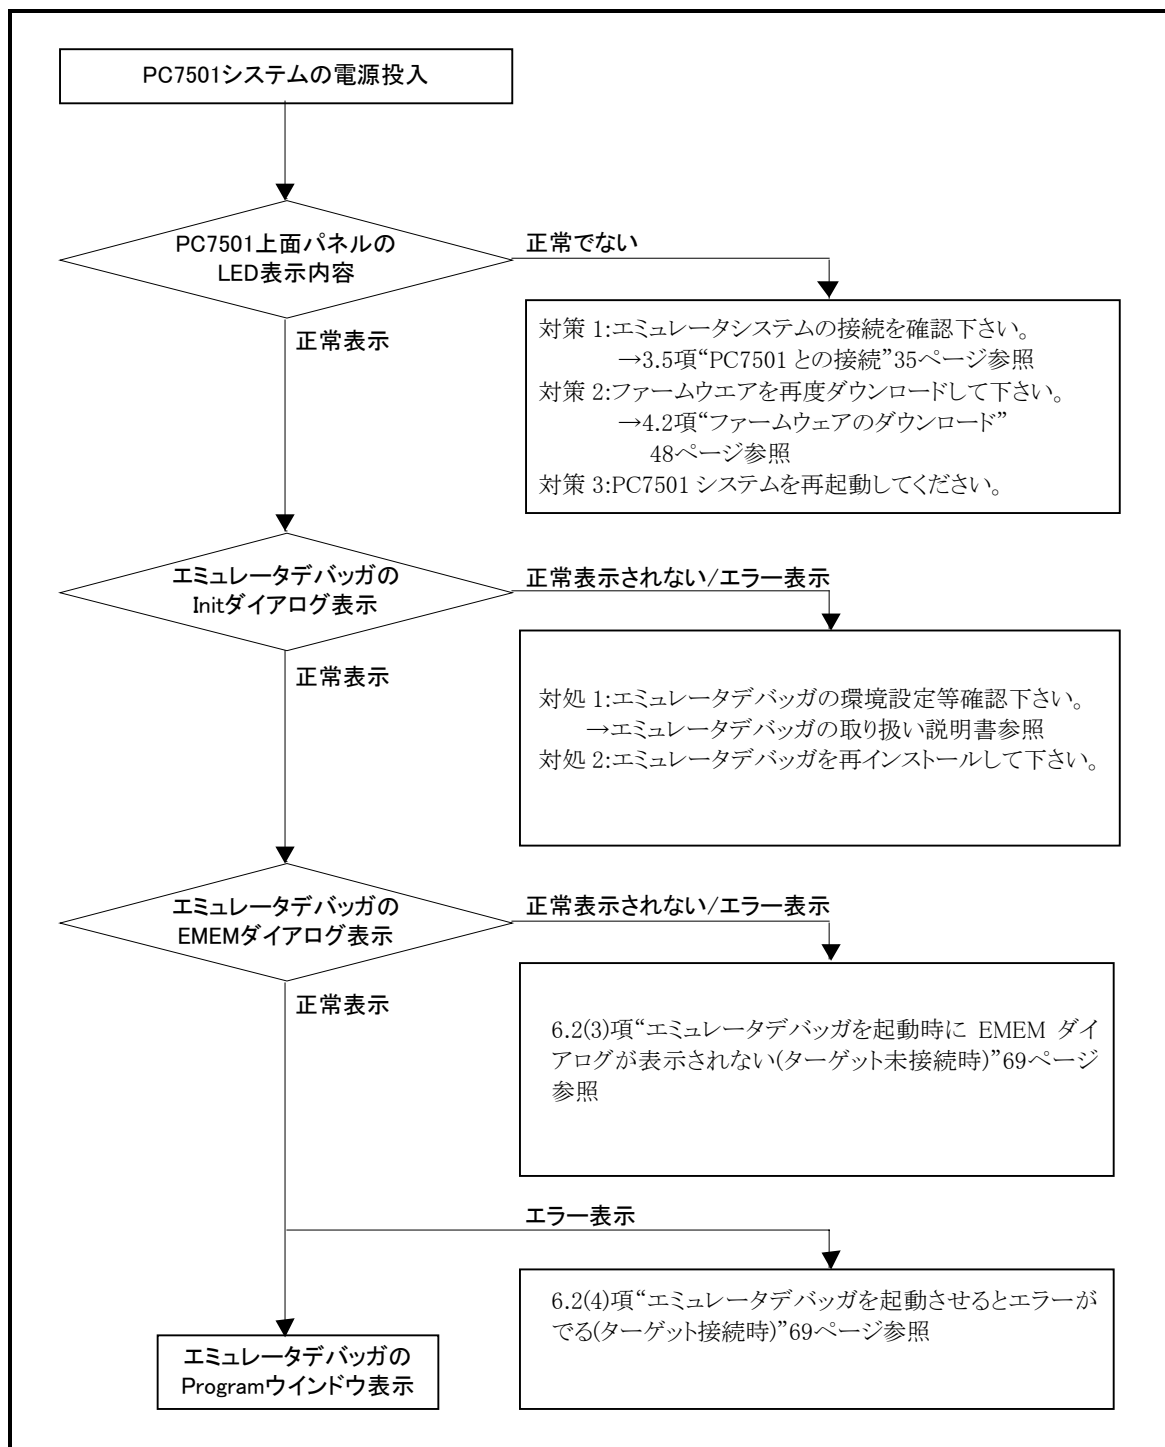 PC7501システムの電源投入
PC7501上面パネルの
LED表示内容
正常でない
正常表示
対策 1:エミュレータシステムの接続を確認下さい。
→3.5項“PC7501 との接続”35ページ参照
対策 2:ファームウエアを再度ダウンロードして下さい。
→4.2項“ファームウェアのダウンロード”
48ページ参照
対策 3:PC7501 システムを再起動してください。
エミュレータデバッガの
Initダイアログ表示
正常表示されない/エラー表示
正常表示
対処 1:エミュレータデバッガの環境設定等確認下さい。
→エミュレータデバッガの取り扱い説明書参照
対処 2:エミュレータデバッガを再インストールして下さい。
エミュレータデバッガの
EMEMダイアログ表示
正常表示されない/エラー表示
正常表示
6.2(3)項“エミュレータデバッガを起動時に EMEM ダイ
アログが表示されない(ターゲット未接続時)”69ページ
参照
エラー表示
6.2(4)項“エミュレータデバッガを起動させるとエラーが
でる(ターゲット接続時)”69ページ参照
エミュレータデバッガの
Programウインドウ表示